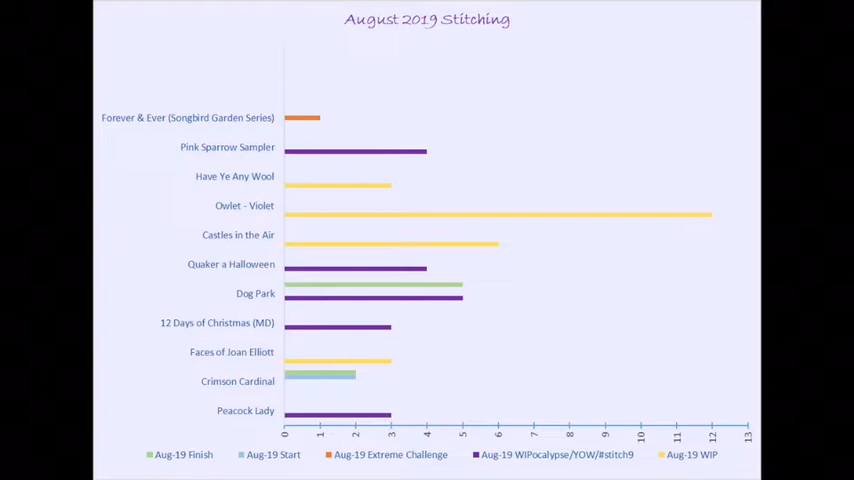 August 2019 Stitching
Forever & Ever (Songbird Garden Series)
Pink Sparrow Sampler
Have Ye Any Wool
Owlet - Violet
Castles in the Air
Quaker a Halloween
Dog Park
12 Days of Christmas (MD)
Faces of Joan Elliott
Crimson Cardinal
Peacock Lady
0 1 2 3 4 5 6 7 8 9 10 11 12 13
Aug-19 Finish Aug-19 Start Aug-19 Extreme Challenge Aug-19 WIPocalypse/YOW/#stitch9 Aug-19 WIP